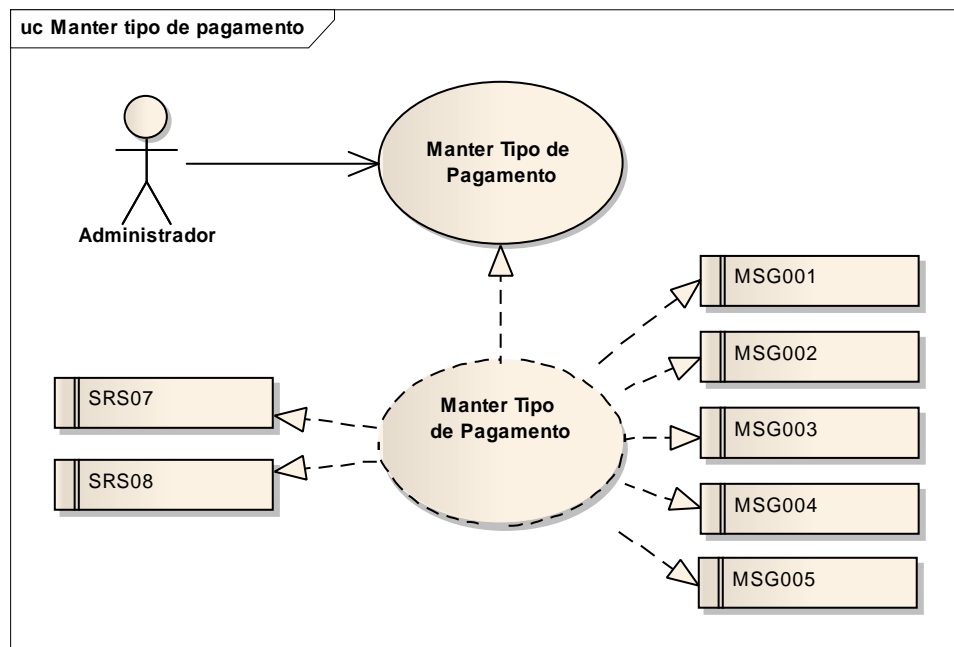 uc Manter tipo de pagamento
Manter Tipo de
Pagamento
Administrador
MSG001
MSG002
SRS07
Manter Tipo
de Pagamento
MSG003
SRS08
MSG004
MSG005